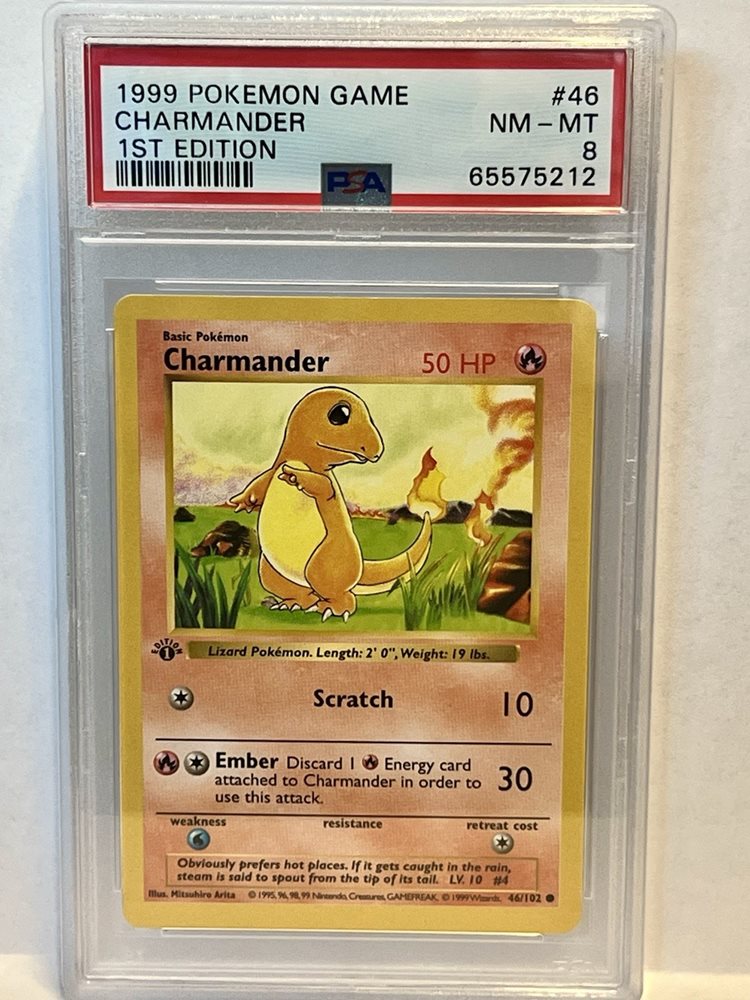 1999 POKEMON GAME #46
CHARMANDER NM – MT
1ST EDITION 8
PSA 65575212
Basic Pokémon
Charmander 50 HP
EDITION 1
Lizard Pokémon. Length: 2' 0", Weight: 19 lbs.
Scratch 10
Ember Discard 1 Energy card
attached to Charmander in order to
use this attack.
30
weakness resistance retreat cost
Obviously prefers hot places. If it gets caught in the rain,
steam is said to spout from the tip of its tail. LV. 10 #4
Illus. Mitsuhiro Arita © 1995, 96, 98, 99 Nintendo, Creatures, GAMEFREAK. © 1999 Wizards. 46/102